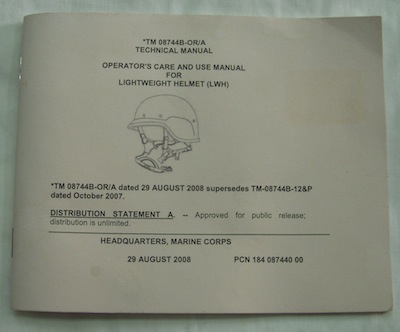 *TM 08744B-OR/A
TECHNICAL MANUAL
OPERATOR'S CARE AND USE MANUAL
FOR
LIGHTWEIGHT HELMET (LWH)
*TM 08744B-OR/A dated 29 AUGUST 2008 supersedes TM-08744B-12&P
dated October 2007.
DISTRIBUTION STATEMENT A. -- Approved for public release;
distribution is unlimited.
HEADQUARTERS, MARINE CORPS
29 AUGUST 2008 PCN 184 087440 00